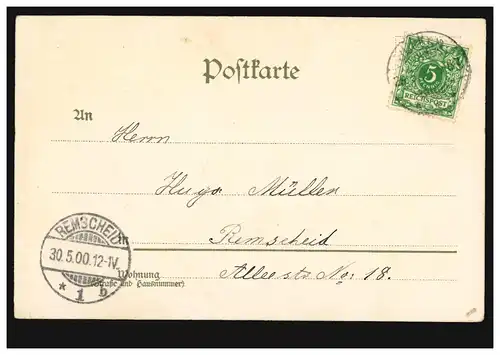 Postkarte
5
REICHSPOST
An
Herrn
Hugo Müller
in Remscheid
Wohnung Alleestr. No: 18.
(Straße und Hausnummer)
REMSCHEID
30.5.00.12-1V.
* 1 b